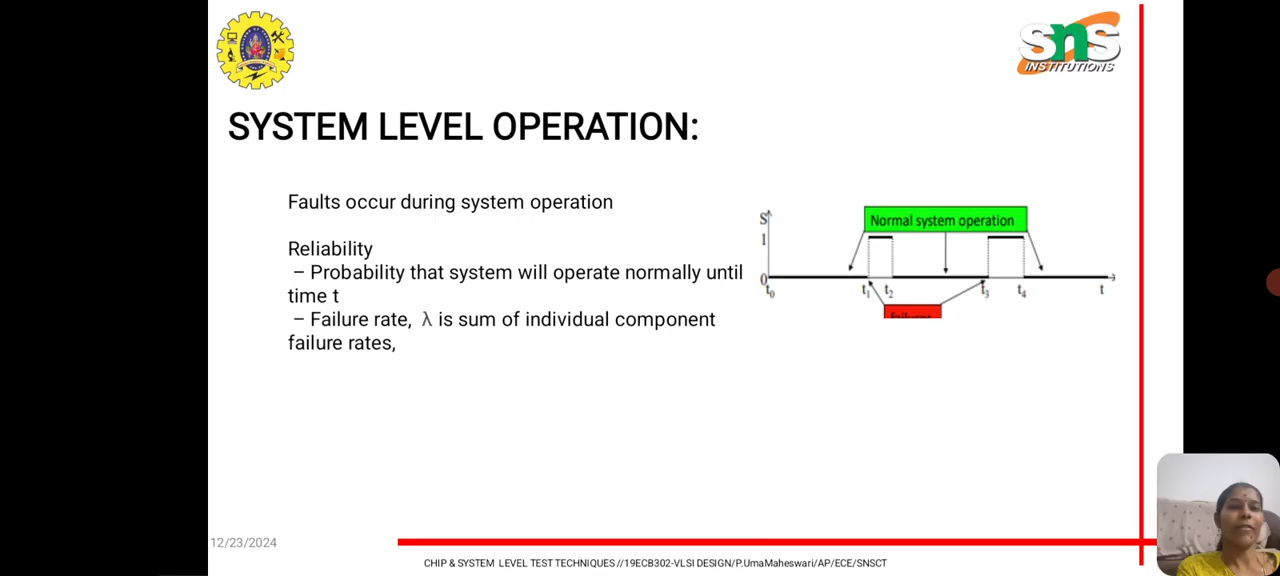 SNS
INSTITUTIONS
SYSTEM LEVEL OPERATION:
Faults occur during system operation
Reliability
– Probability that system will operate normally until
time t
– Failure rate, λ is sum of individual component
failure rates,
S
Normal system operation
1
0
t0 t1 t2 t3 t4 t
12/23/2024
CHIP & SYSTEM LEVEL TEST TECHNIQUES //19ECB302-VLSI DESIGN/P.UmaMaheswari/AP/ECE/SNSCT